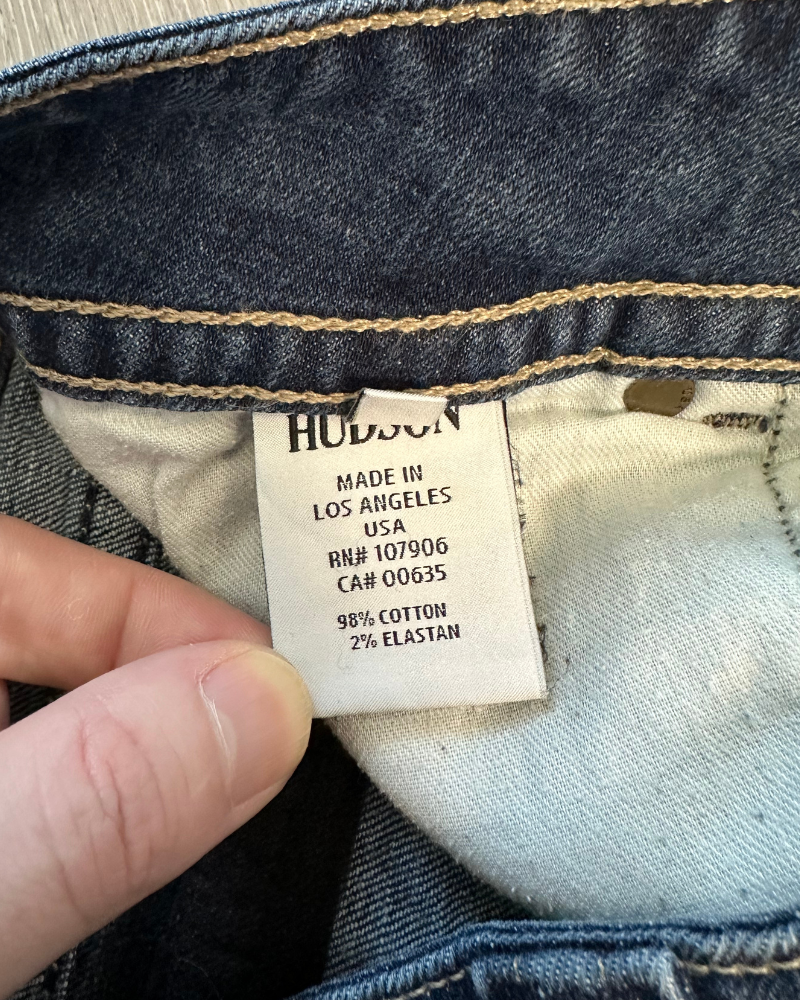 HUDSON
MADE IN
LOS ANGELES
USA
RN# 107906
CA# 00635
98% COTTON
2% ELASTAN